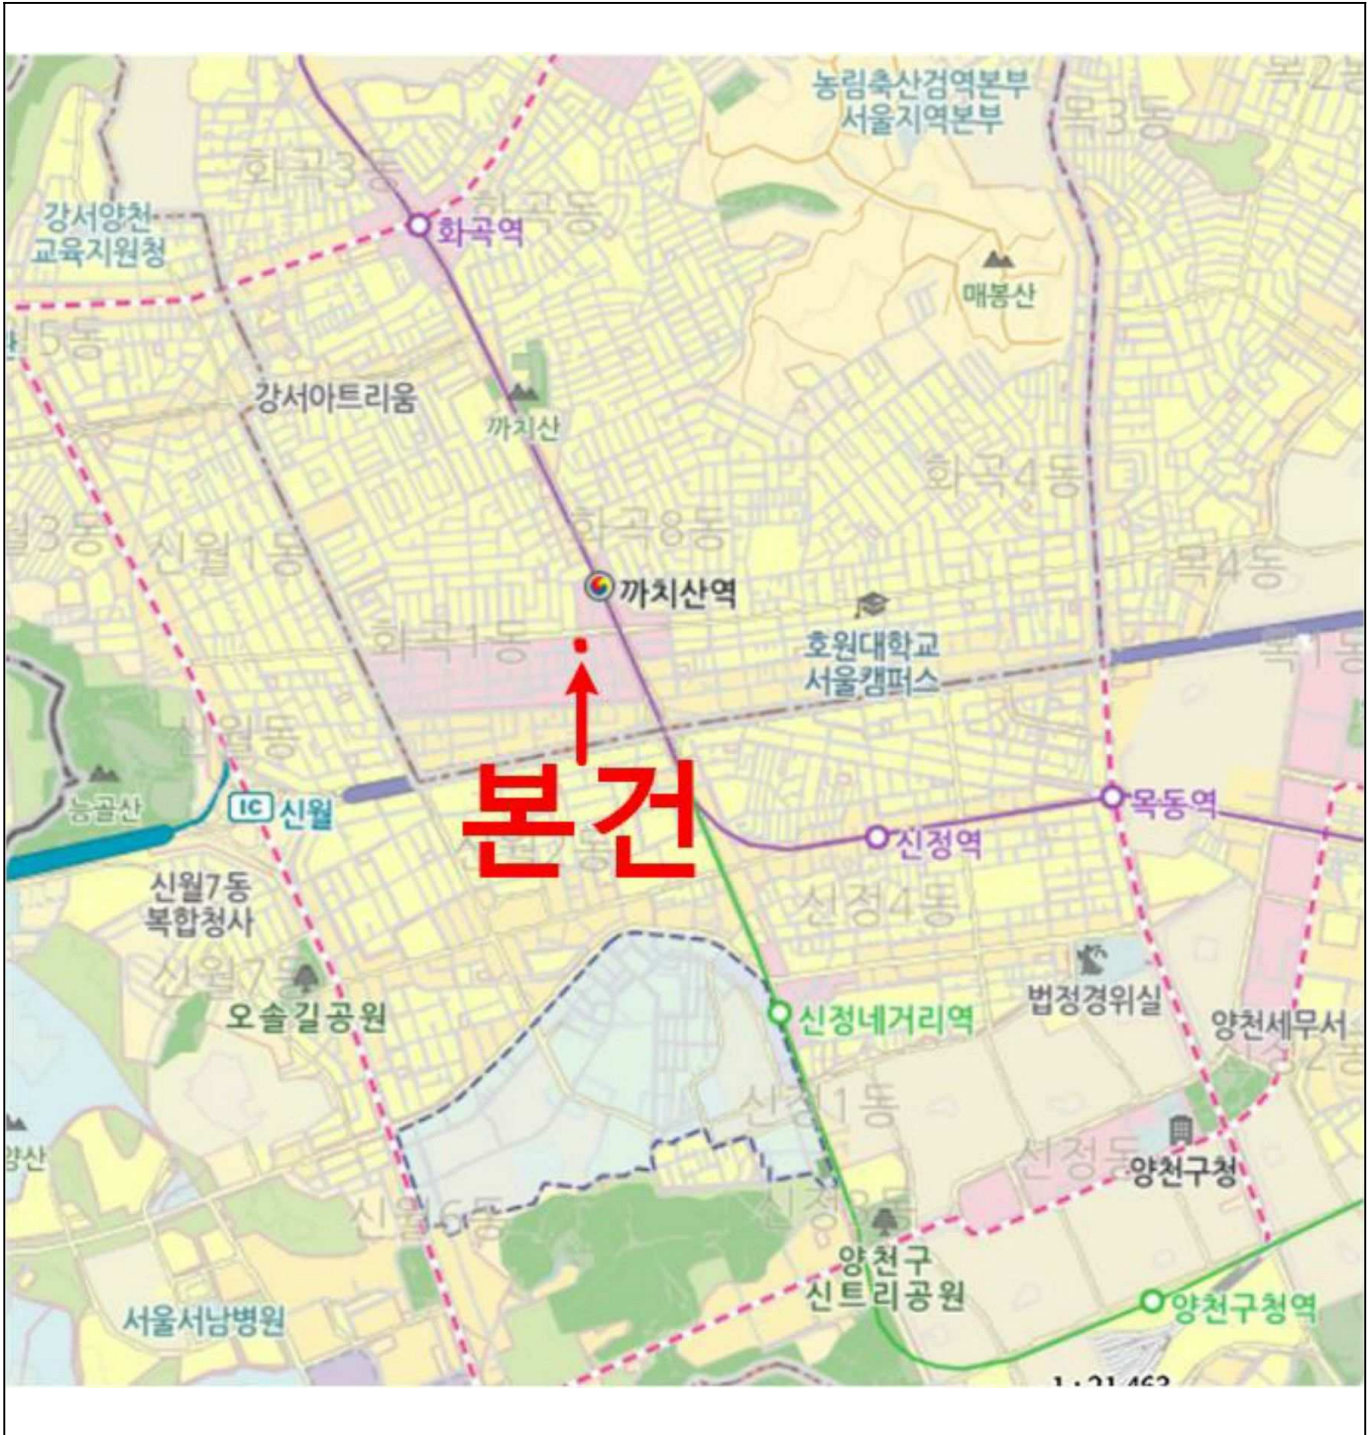 농림축산검역본부
서울지역본부
목2동
목3동
화곡3동
화곡동
강서양천
교육지원청
화곡역
매봉산
강서아트리움
까치산
화곡4동
화곡8동
신월1동
목4동
까치산역
화곡1동
호원대학교
서울캠퍼스
목1동
신월동
능골산
IC 신월
본건
목동역
신정역
신월7동
복합청사
신정4동
신월7동
오솔길공원
신정네거리역
법정경위실
양천세무서
신정1동
신정동
양천구청
신월6동
신정3동
양천구
신트리공원
서울서남병원
양천구청역